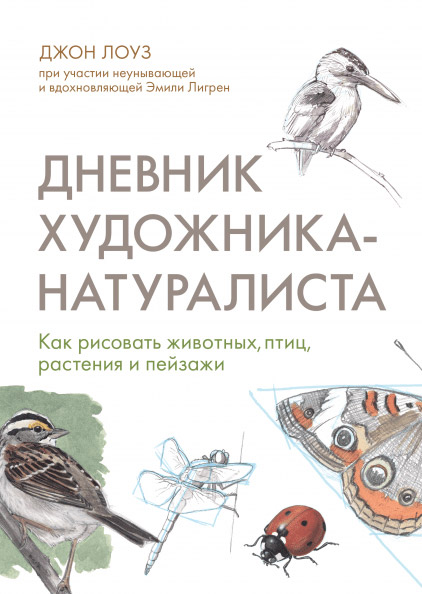 ДЖОН ЛОУЗ
при участии неунывающей
и вдохновляющей Эмили Лигрен
ДНЕВНИК
ХУДОЖНИКА-
НАТУРАЛИСТА
Как рисовать животных, птиц,
растения и пейзажи